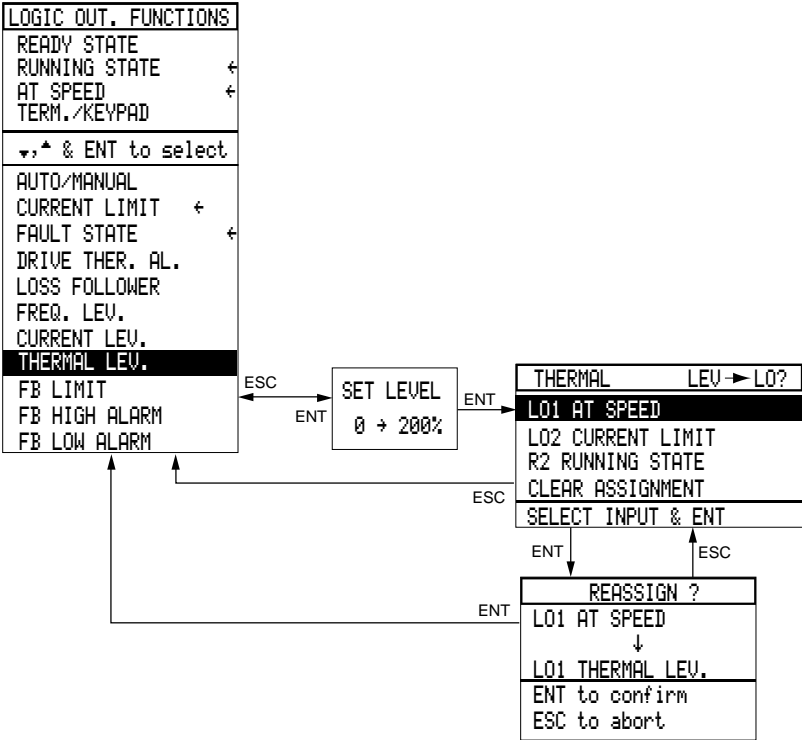 LOGIC OUT. FUNCTIONS
READY STATE
RUNNING STATE ←
AT SPEED ←
TERM./KEYPAD
▾,▴ & ENT to select
AUTO/MANUAL
CURRENT LIMIT ←
FAULT STATE ←
DRIVE THER. AL.
LOSS FOLLOWER
FREQ. LEV.
CURRENT LEV.
THERMAL LEV.
FB LIMIT
FB HIGH ALARM
FB LOW ALARM
ESC
ENT
SET LEVEL
0 → 200%
ENT
THERMAL LEV → LO?
LO1 AT SPEED
LO2 CURRENT LIMIT
R2 RUNNING STATE
CLEAR ASSIGNMENT
SELECT INPUT & ENT
ESC
ENT
ESC
REASSIGN ?
LO1 AT SPEED
↓
LO1 THERMAL LEV.
ENT to confirm
ESC to abort
ENT